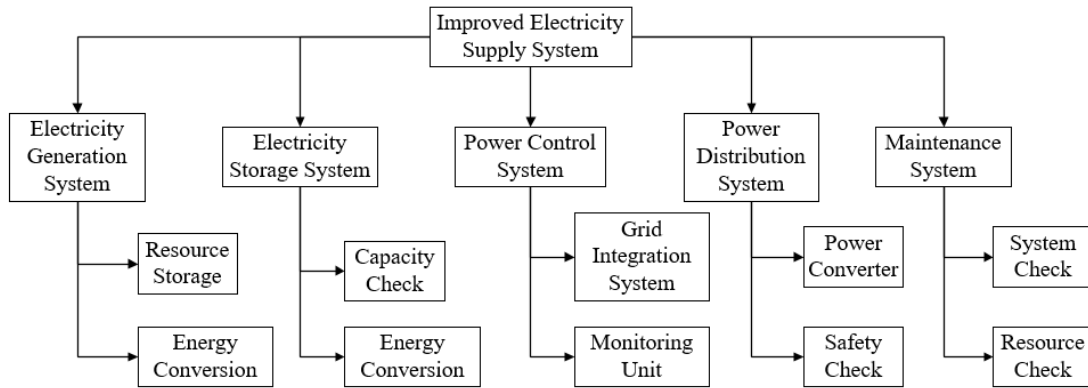 Improved Electricity
Supply System
Electricity
Generation
System
Electricity
Storage System
Power Control
System
Power
Distribution
System
Maintenance
System
Resource
Storage
Capacity
Check
Grid
Integration
System
Power
Converter
System
Check
Energy
Conversion
Energy
Conversion
Monitoring
Unit
Safety
Check
Resource
Check